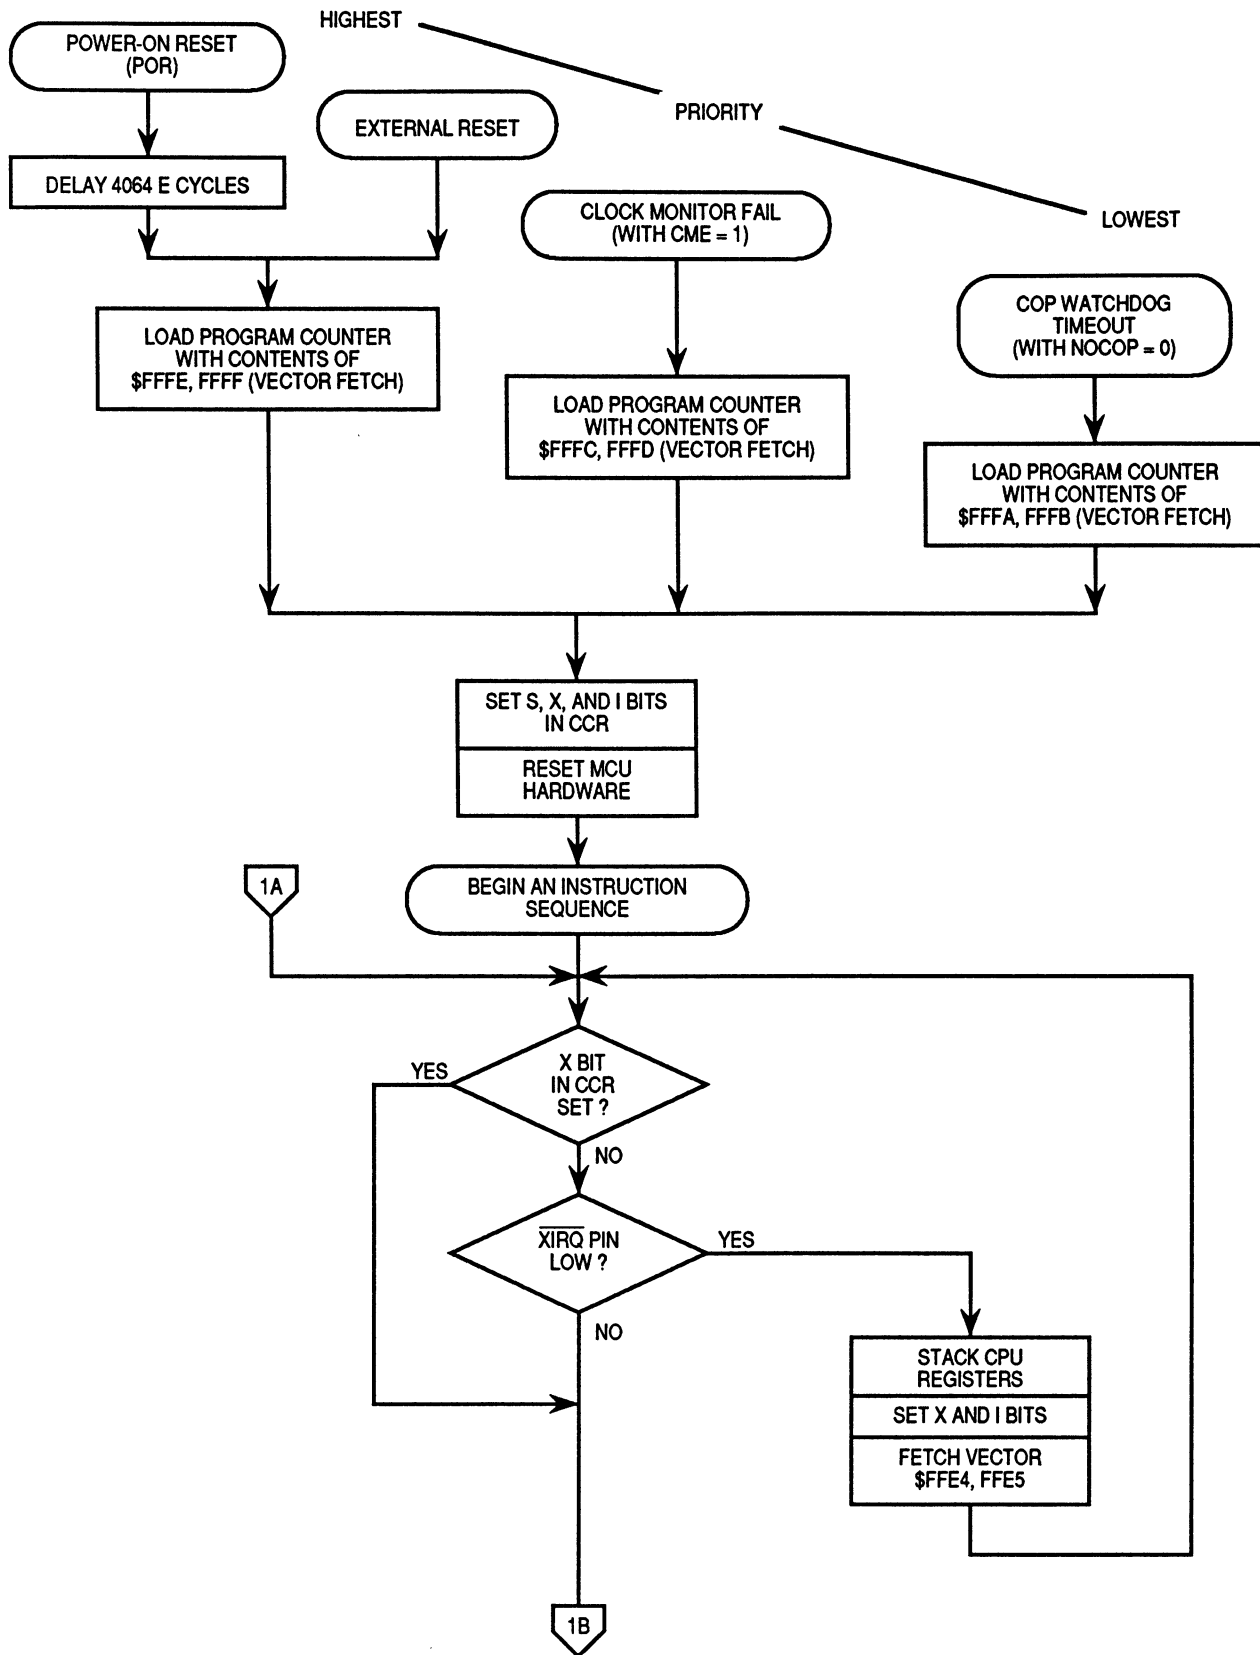 HIGHEST
POWER-ON RESET
(POR)
PRIORITY
EXTERNAL RESET
DELAY 4064 E CYCLES
CLOCK MONITOR FAIL
(WITH CME = 1)
LOWEST
COP WATCHDOG
TIMEOUT
(WITH NOCOP = 0)
LOAD PROGRAM COUNTER
WITH CONTENTS OF
$FFFE, FFFF (VECTOR FETCH)
LOAD PROGRAM COUNTER
WITH CONTENTS OF
$FFFC, FFFD (VECTOR FETCH)
LOAD PROGRAM COUNTER
WITH CONTENTS OF
$FFFA, FFFB (VECTOR FETCH)
SET S, X, AND I BITS
IN CCR
RESET MCU
HARDWARE
1A
BEGIN AN INSTRUCTION
SEQUENCE
YES
X BIT
IN CCR
SET ?
NO
XIRQ PIN
LOW ?
YES
NO
STACK CPU
REGISTERS
SET X AND I BITS
FETCH VECTOR
$FFE4, FFE5
1B